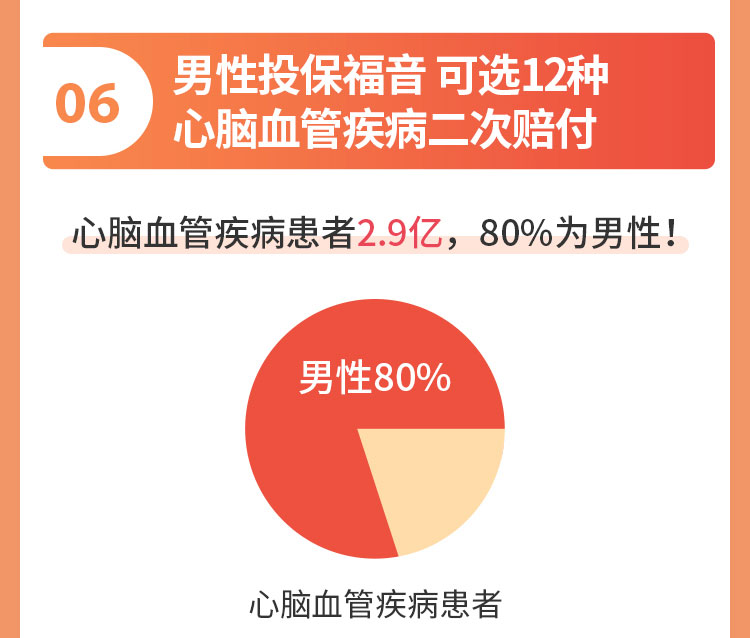 06
男性投保福音 可选12种
心脑血管疾病二次赔付
心脑血管疾病患者2.9亿，80%为男性！
男性80%
心脑血管疾病患者